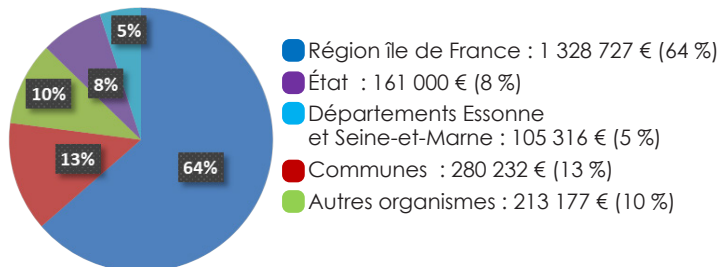 5%
8%
10%
13%
64%
Région île de France : 1 328 727 € (64 %)
État : 161 000 € (8 %)
Départements Essonne
et Seine-et-Marne : 105 316 € (5 %)
Communes : 280 232 € (13 %)
Autres organismes : 213 177 € (10 %)